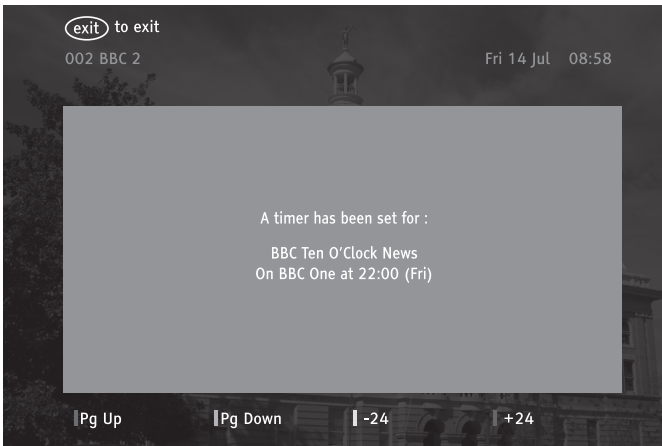 exit to exit
002 BBC 2 Fri 14 Jul 08:58
A timer has been set for :
BBC Ten O'Clock News
On BBC One at 22:00 (Fri)
Pg Up Pg Down -24 +24